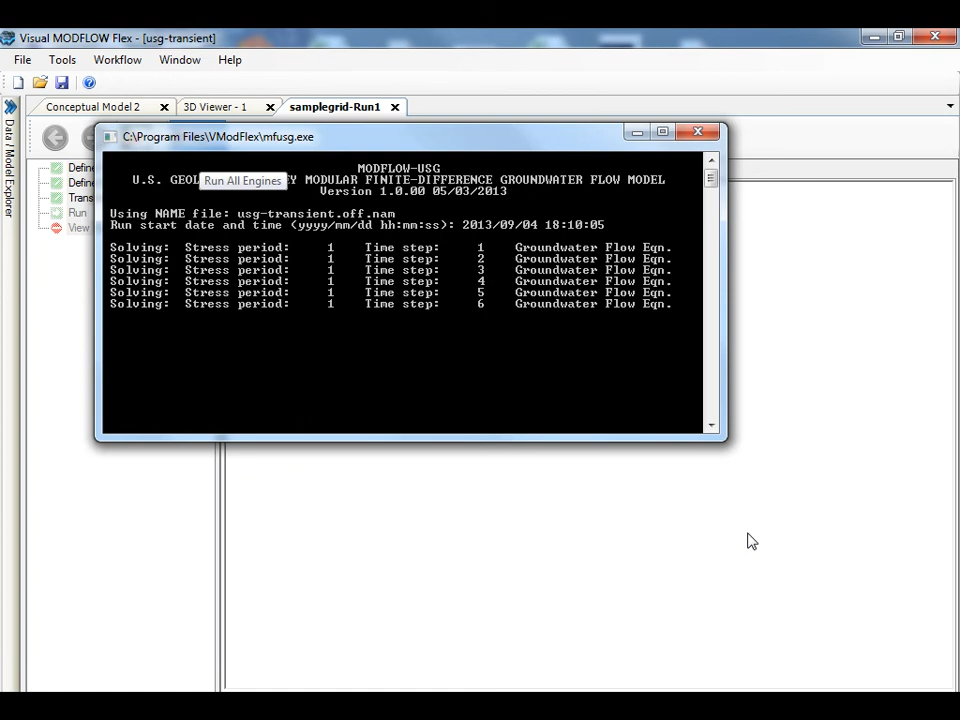 Visual MODFLOW Flex - [usg-transient]
File Tools Workflow Window Help
Conceptual Model 2 3D Viewer - 1 samplegrid-Run1
Data / Model Explorer
C:\Program Files\VModFlex\mfusg.exe
Run
View
MODFLOW-USG
U.S. MODULAR FINITE-DIFFERENCE GROUNDWATER FLOW MODEL
Run All Engines
Version 1.0.00 05/03/2013
Using NAME file: usg-transient.off.nam
Run start date and time (yyyy/mm/dd hh:mm:ss): 2013/09/04 18:10:05
Solving: Stress period: 1 Time step: 1 Groundwater Flow Eqn.
Solving: Stress period: 1 Time step: 2 Groundwater Flow Eqn.
Solving: Stress period: 1 Time step: 3 Groundwater Flow Eqn.
Solving: Stress period: 1 Time step: 4 Groundwater Flow Eqn.
Solving: Stress period: 1 Time step: 5 Groundwater Flow Eqn.
Solving: Stress period: 1 Time step: 6 Groundwater Flow Eqn.